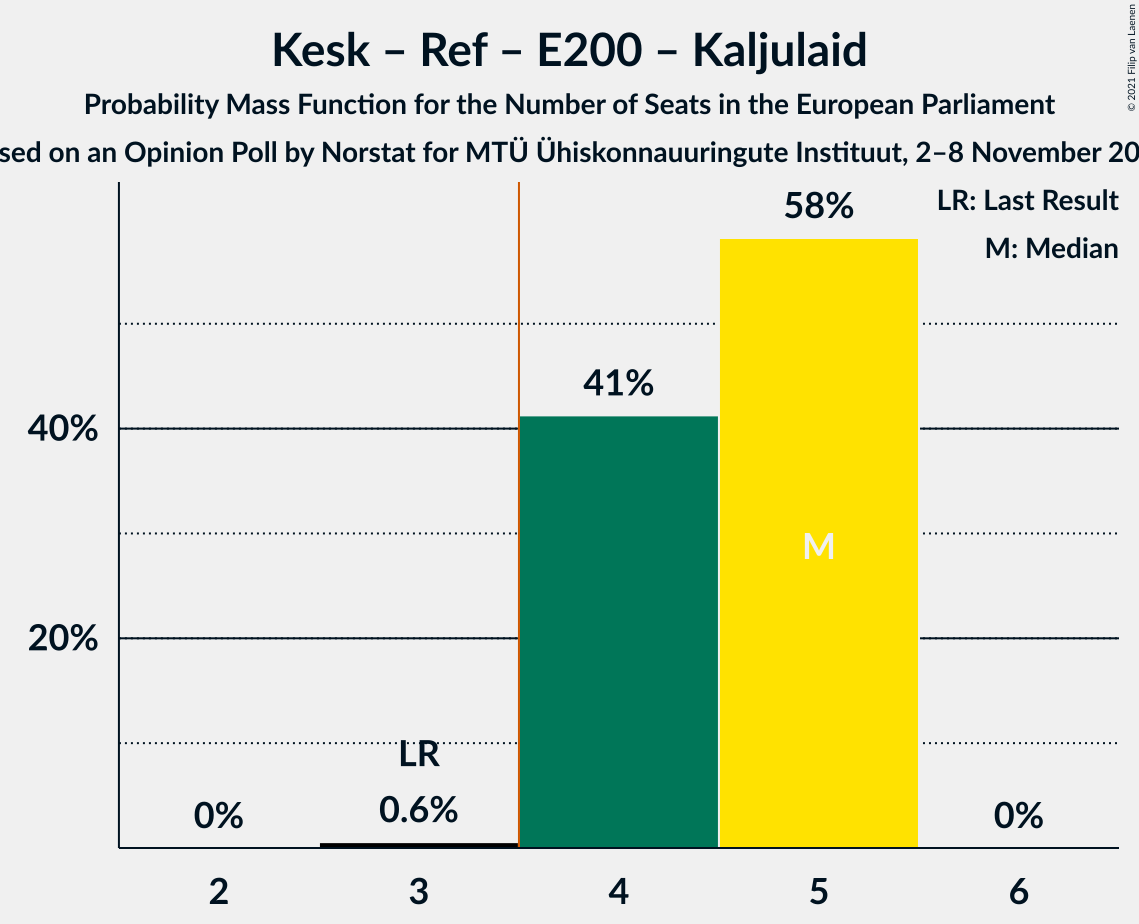 Kesk – Ref – E200 – Kaljulaid
Probability Mass Function for the Number of Seats in the European Parliament
sed on an Opinion Poll by Norstat for MTÜ Ühiskonnauuringute Instituut, 2–8 November 20
© 2021 Filip van Laenen
LR: Last Result
M: Median
58%
41%
40%
M
20%
LR
0%
0.6%
0%
2
3
4
5
6